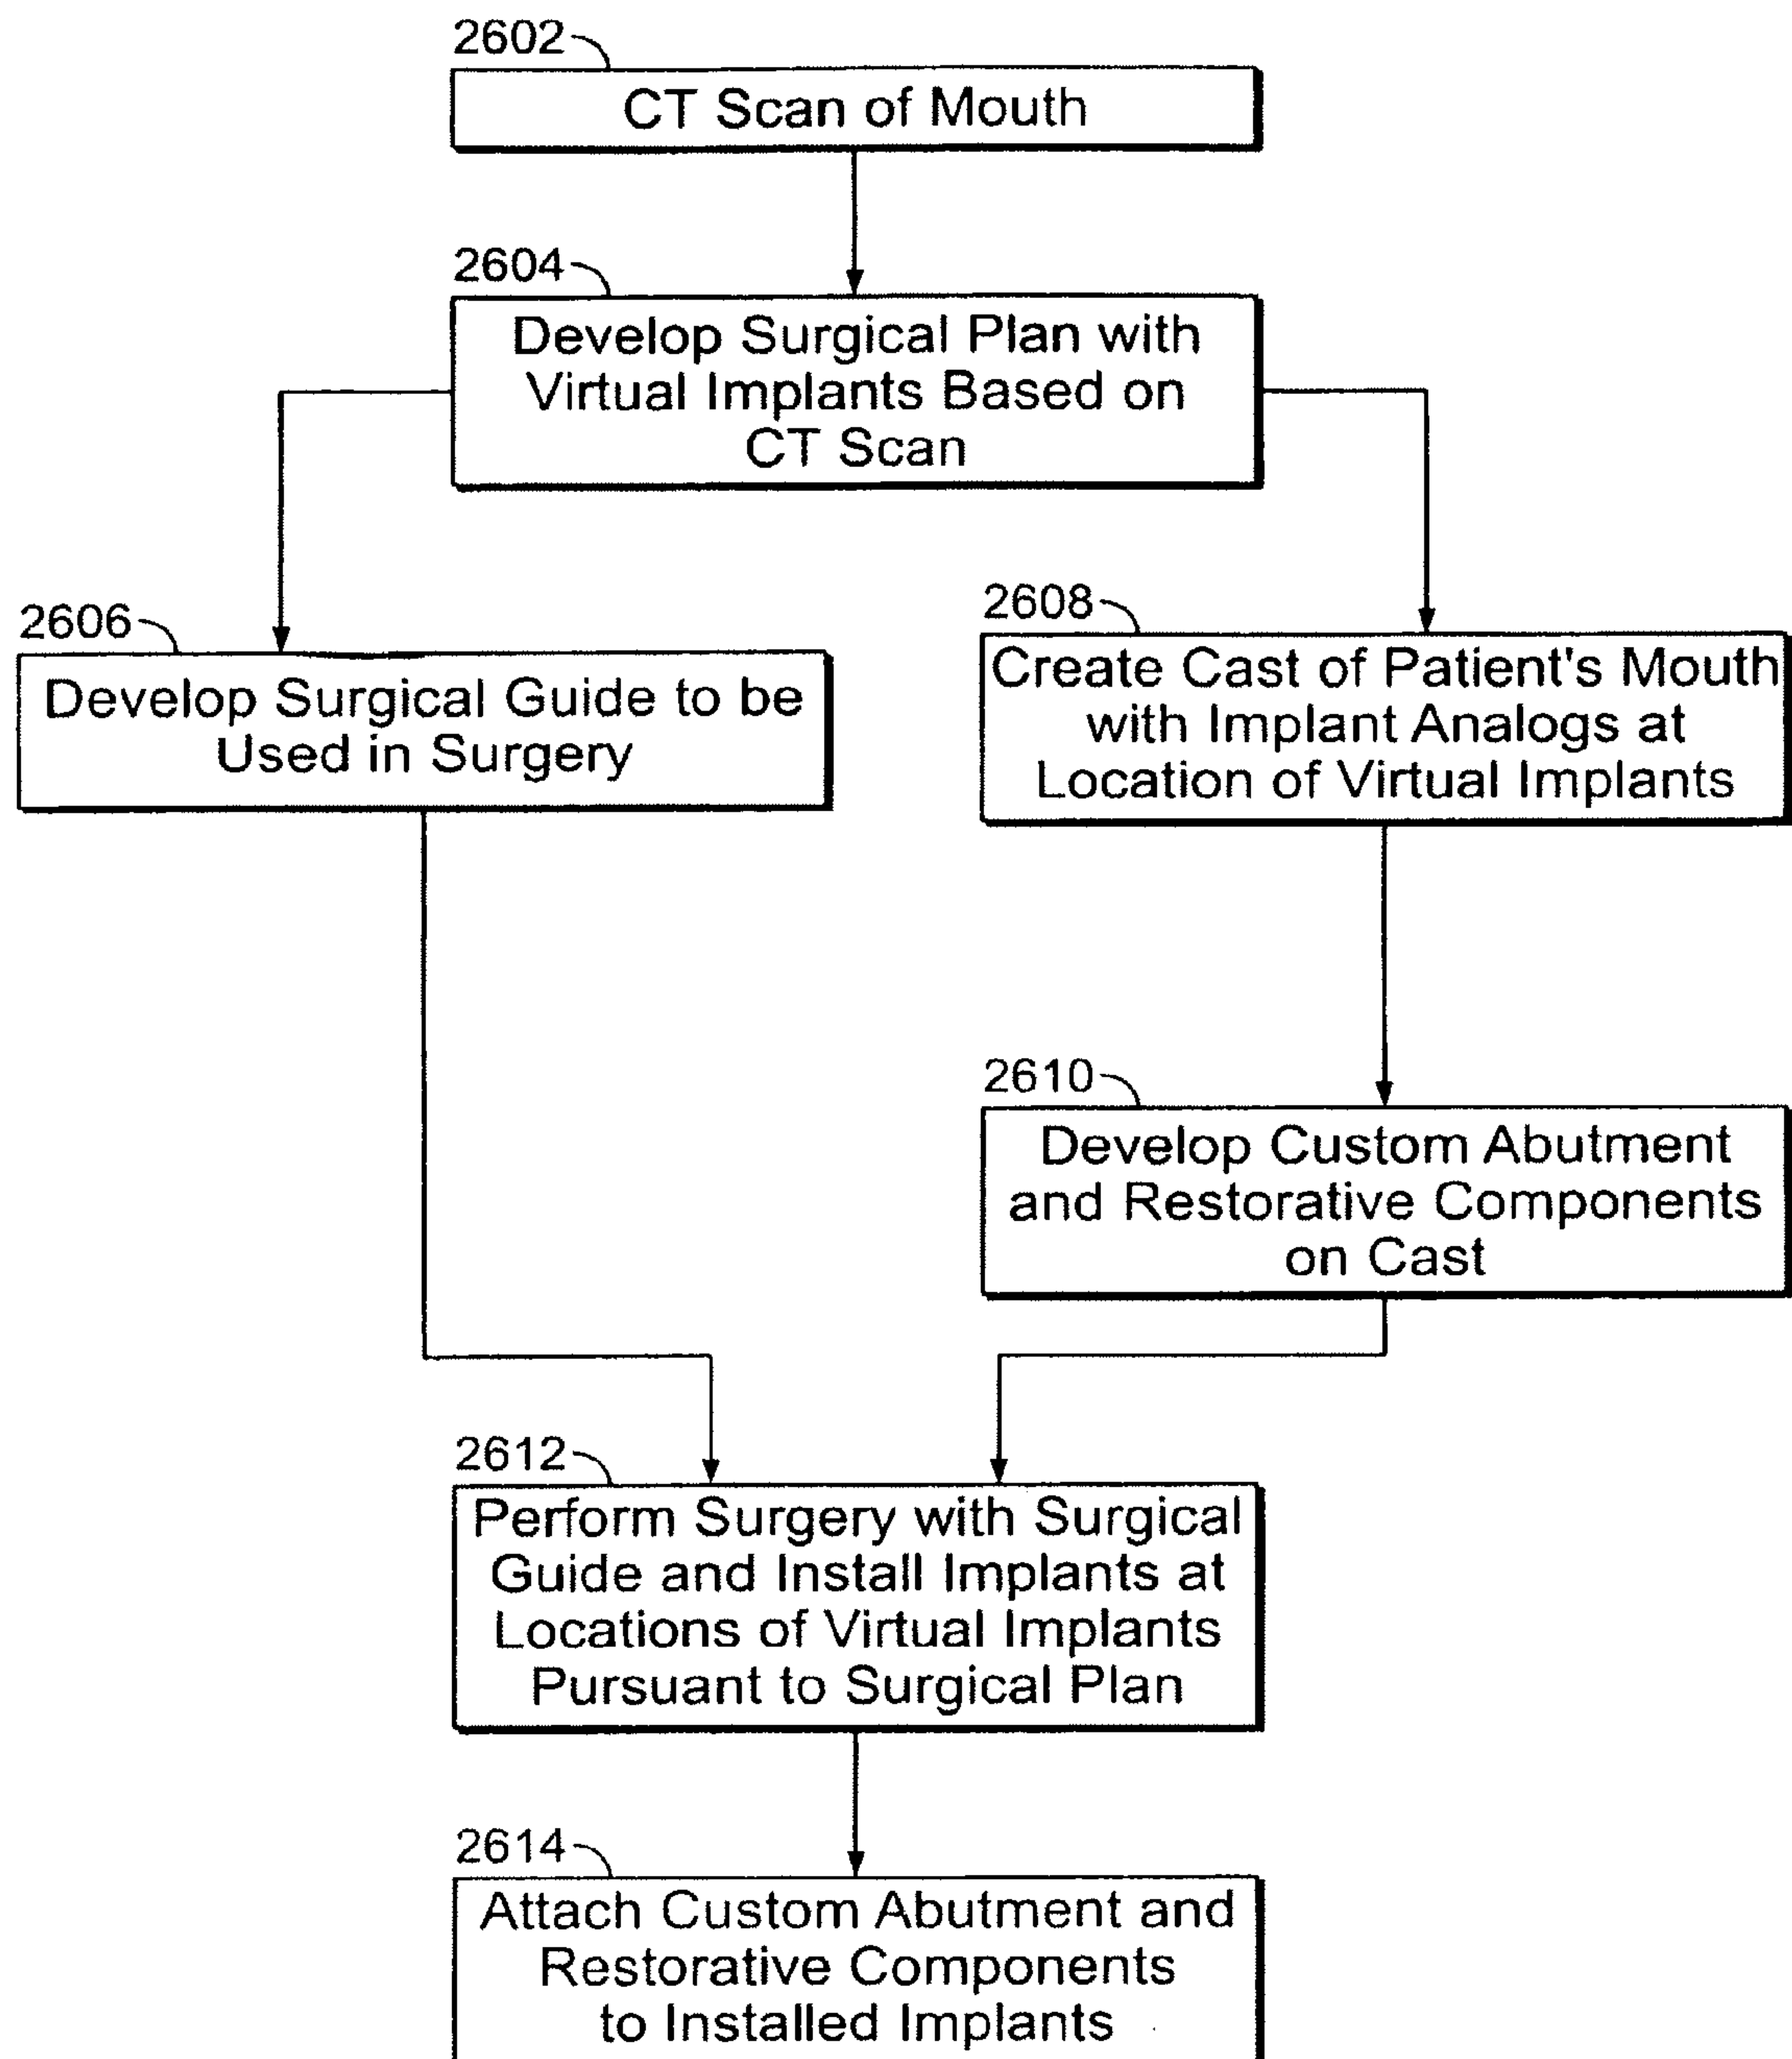 2602
CT Scan of Mouth
2604
Develop Surgical Plan with
Virtual Implants Based on
CT Scan
2606
Develop Surgical Guide to be
Used in Surgery
2608
Create Cast of Patient's Mouth
with Implant Analogs at
Location of Virtual Implants
2610
Develop Custom Abutment
and Restorative Components
on Cast
2612
Perform Surgery with Surgical
Guide and Install Implants at
Locations of Virtual Implants
Pursuant to Surgical Plan
2614
Attach Custom Abutment and
Restorative Components
to Installed Implants